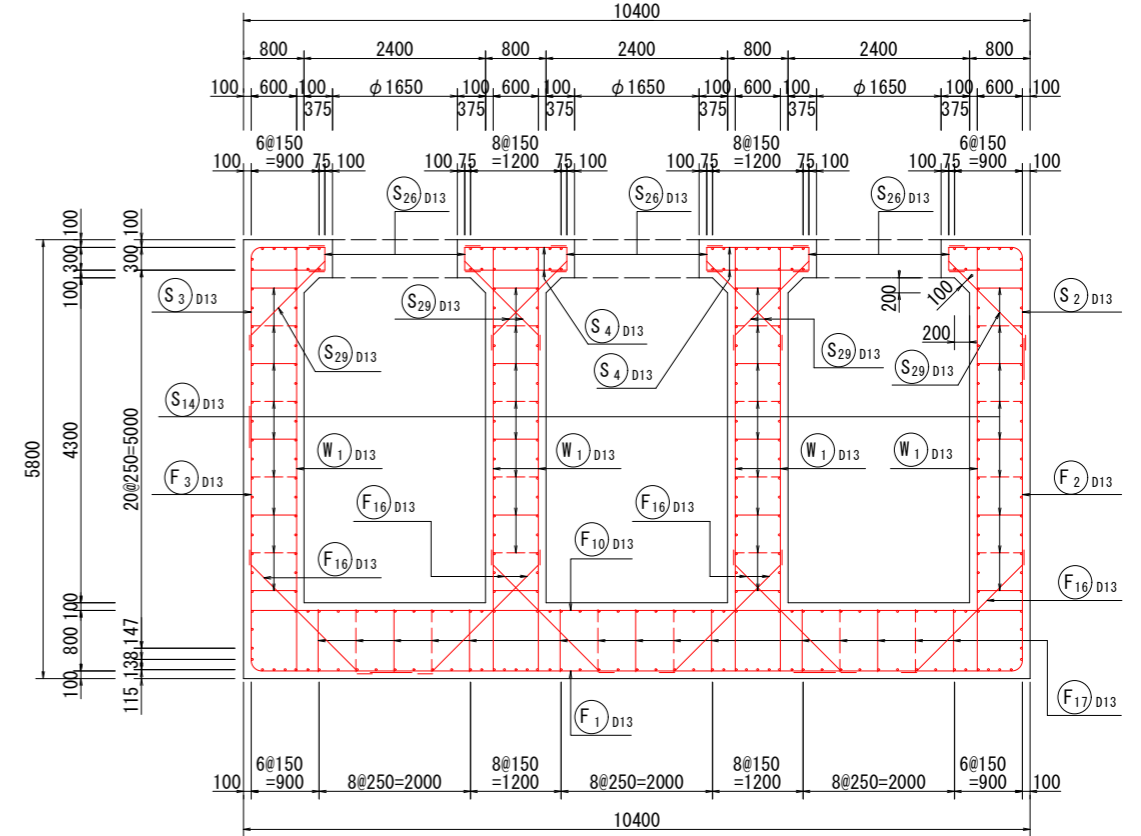 10400
800 2400 800 2400 800 2400 800
100 600 100 φ1650 100 600 100 φ1650 100 600 100 φ1650 100 600 100
375 375 375 375 375 375
6@150 8@150 8@150 6@150
100 =900 75 100 100 75 =1200 75 100 100 75 =1200 75 100 100 75 =900 100
S26 D13 S26 D13 S26 D13
100 100
300 300
100
S3 D13 S29 D13 S4 D13 200 100 S2 D13
S29 D13 S4 D13 S29 D13 200 S29 D13
S14 D13
5800 4300 20@250=5000
W1 D13 W1 D13 W1 D13 W1 D13
F3 D13 F16 D13 F16 D13 F2 D13
F10 D13
F16 D13 F16 D13
100
800 147
138
100 115
F1 D13 F17 D13
6@150 8@150 8@150 6@150
100 =900 8@250=2000 =1200 8@250=2000 =1200 8@250=2000 =900 100
10400